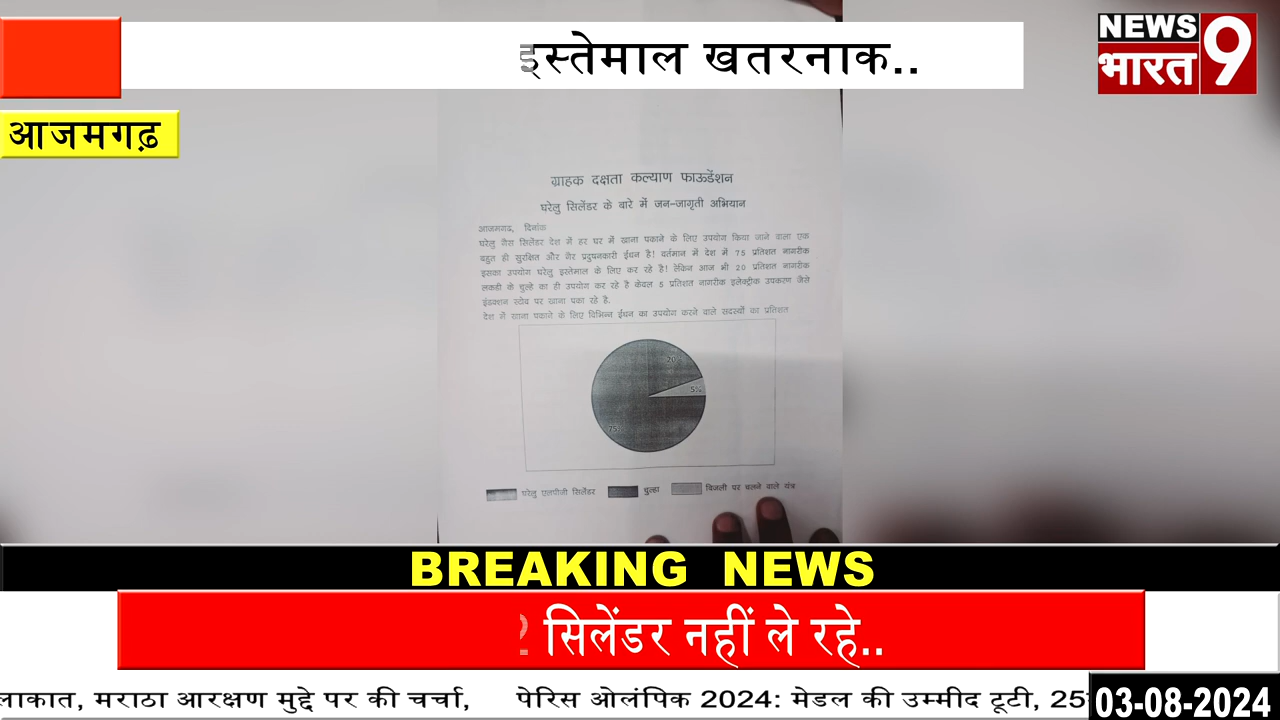 इस्तेमाल खतरनाक..
NEWS
भारत
9
आजमगढ़
ग्राहक दक्षता कल्याण फाऊडेंशन
घरेलु सिलेंडर के बारे में जन-जागृती अभियान
आजमगढ, दिनांक
घरेलु गैस सिलेंडर देश में हर घर में खाना पकाने के लिए उपयोग किया जाने वाला एक
बहुत ही सुरक्षित और गैर प्रदुषनकारी ईंधन है! वर्तमान में देश में 75 प्रतिशत नागरीक
इसका उपयोग घरेलु इस्तेमाल के लिए कर रहे है! लेकिन आज भी 20 प्रतिशत नागरीक
लकडी के चुल्हे का ही उपयोग कर रहे है केवल 5 प्रतिशत नागरीक इलेक्ट्रीक उपकरण जैसे
इंडक्शन स्टोव पर खाना पका रहे है.
देश में खाना पकाने के लिए विभिन्न ईंधन का उपयोग करने वाले सदस्यों का प्रतिशत
20%
5%
75%
घरेलु एलपीजी सिलेंडर चुल्हा बिजली पर चलने वाले यंत्र
BREAKING NEWS
सिलेंडर नहीं ले रहे..
लाकात, मराठा आरक्षण मुद्दे पर की चर्चा, पेरिस ओलंपिक 2024: मेडल की उम्मीद टूटी, 25
03-08-2024